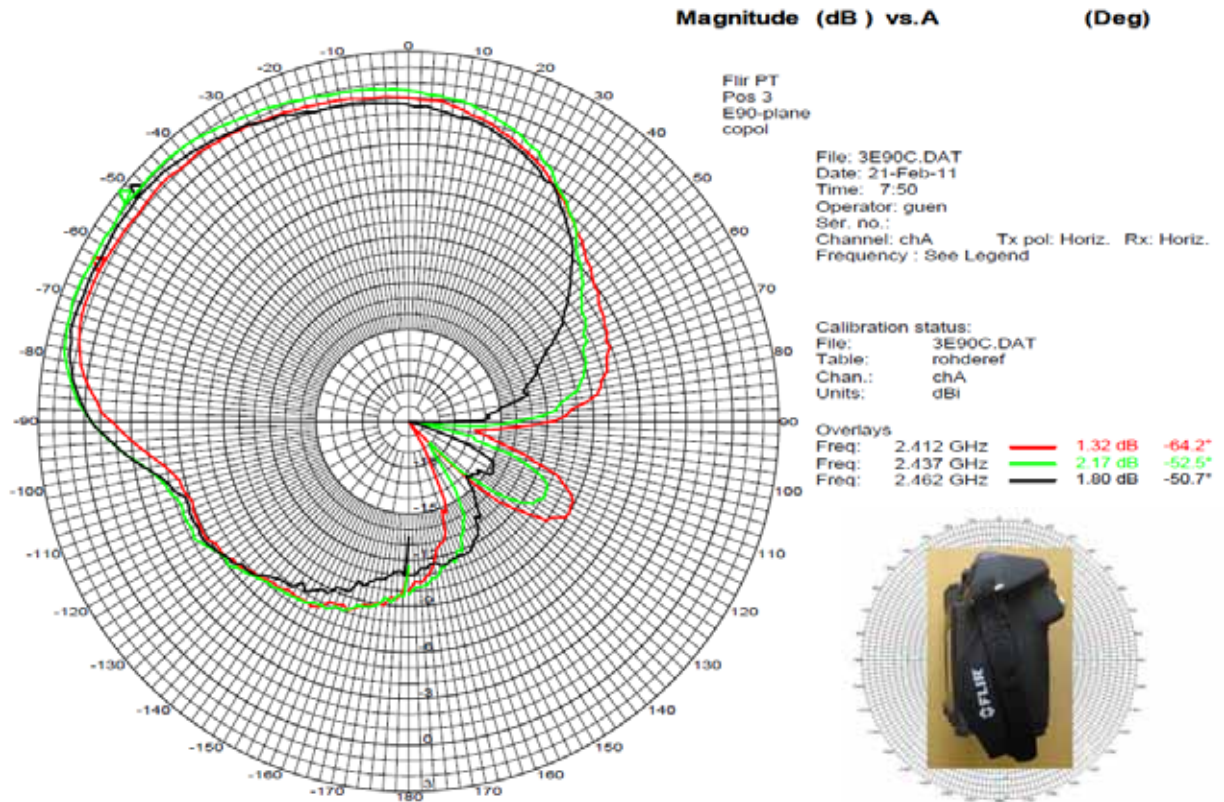 Magnitude (dB ) vs.A (Deg)
Flir PT
Pos 3
E90-plane
copol
File: 3E90C.DAT
Date: 21-Feb-11
Time: 7:50
Operator: guen
Ser. no.:
Channel: chA Tx pol: Horiz. Rx: Horiz.
Frequency : See Legend
Calibration status:
File: 3E90C.DAT
Table: rohderef
Chan.: chA
Units: dBi
Overlays
Freq: 2.412 GHz 1.32 dB -64.2°
Freq: 2.437 GHz 2.17 dB -52.5°
Freq: 2.462 GHz 1.80 dB -50.7°
-10 0 10
-20 20
-30 30
-40 40
-50 50
-60 60
-70 70
-80 80
-90
-100 100
-110 110
-120 120
-130 130
-140 140
-150 150
-160 160
-170 180 170
-15
-6
-3
0
3
FLIR